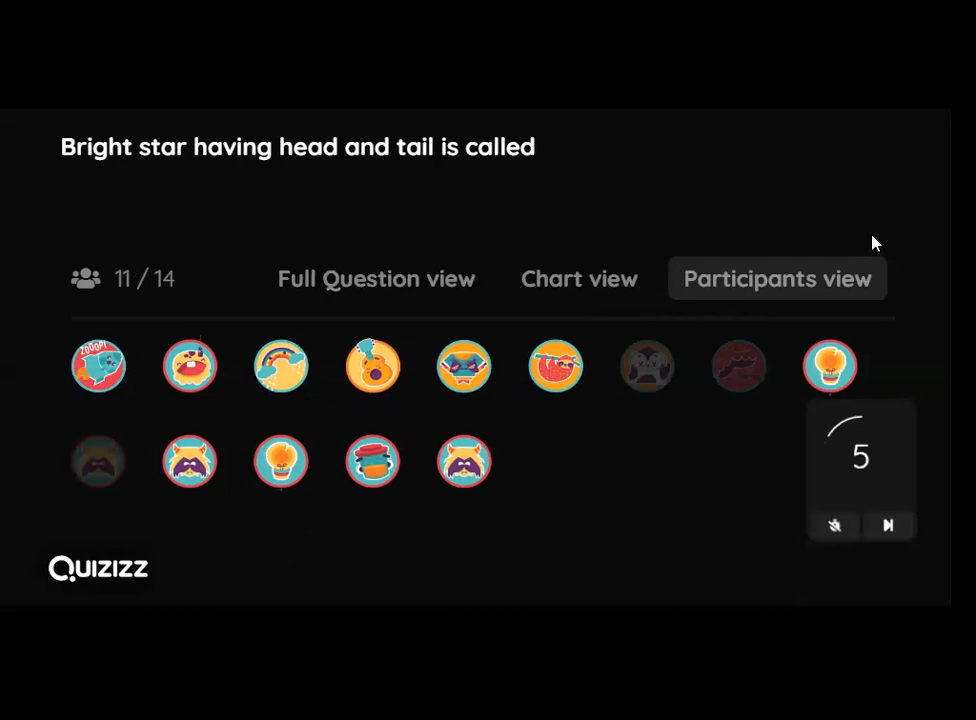 Bright star having head and tail is called
11 / 14
Full Question view
Chart view
Participants view
ZOOOP!
5
Quizizz